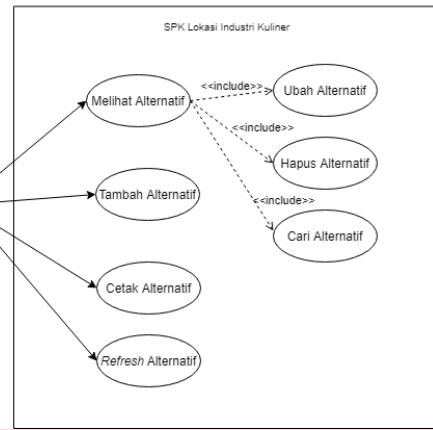 SPK Lokasi Industri Kuliner
Melihat Alternatif
<<include>>
Ubah Alternatif
<<include>>
Hapus Alternatif
<<include>>
Cari Alternatif
Tambah Alternatif
Cetak Alternatif
Refresh Alternatif